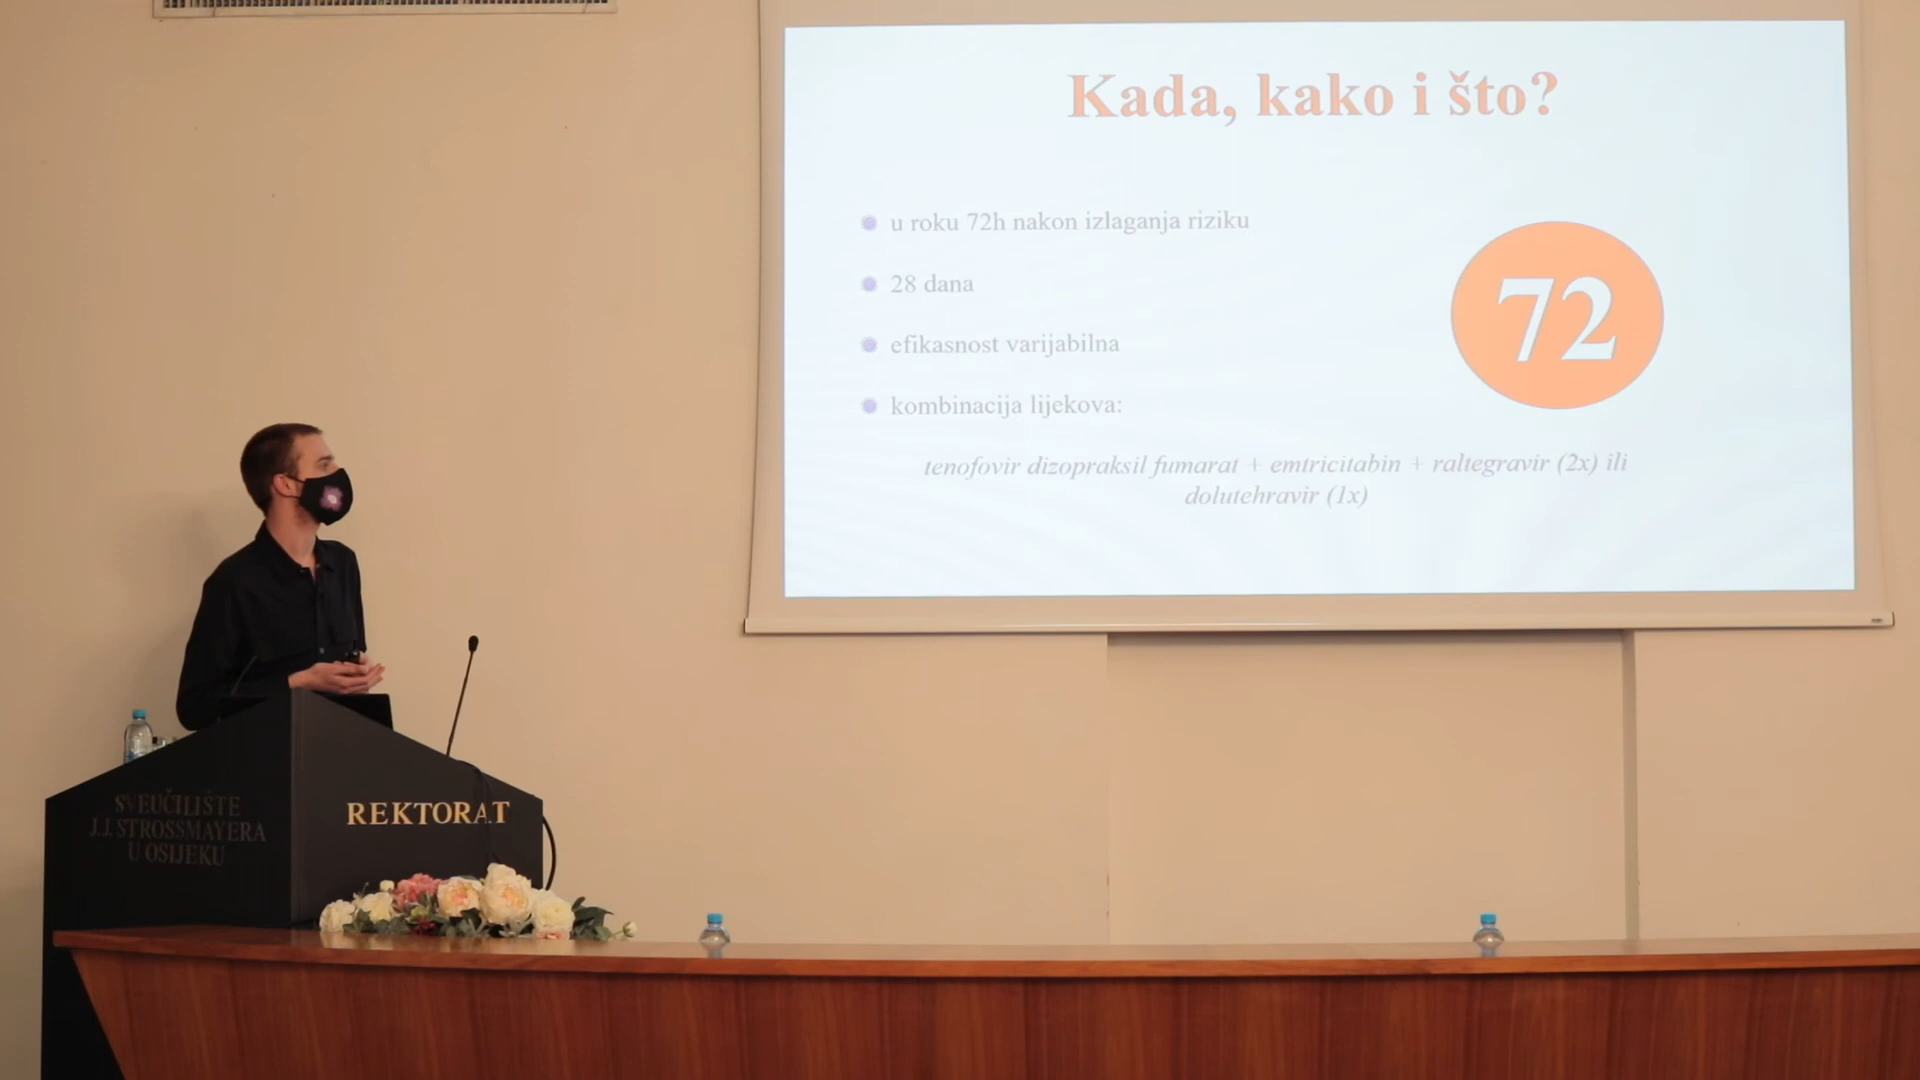 Kada, kako i što?
u roku 72h nakon izlaganja riziku
28 dana
efikasnost varijabilna
kombinacija lijekova:
tenofovir dizopraksil fumarat + emtricitabin + raltegravir (2x) ili
dolutehravir (1x)
72
SVEUČILIŠTE
J.J. STROSSMAYERA
U OSIJEKU
REKTORAT